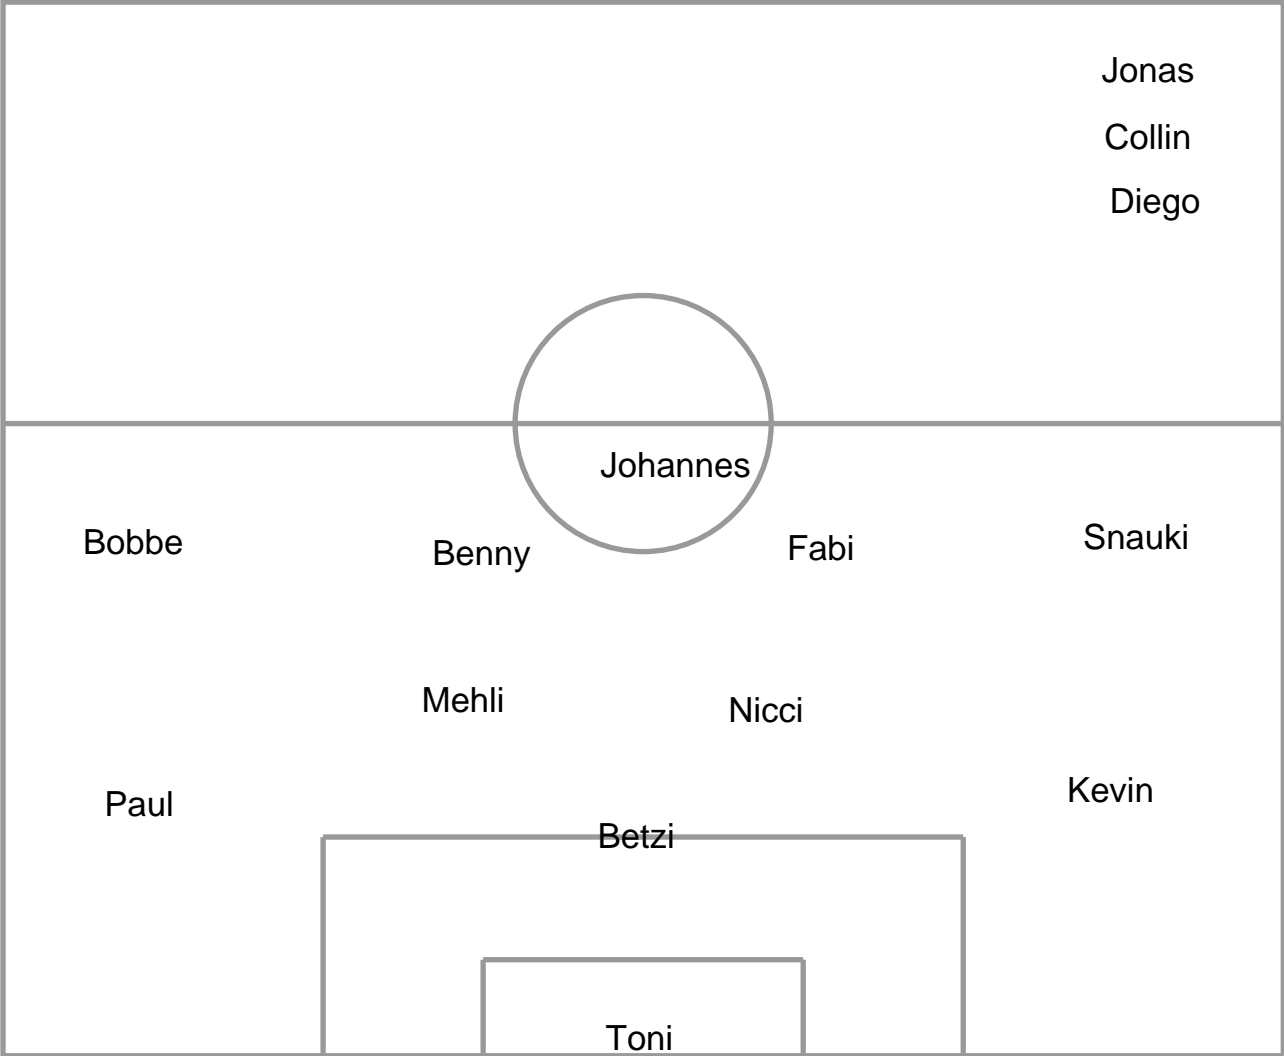 Jonas
Collin
Diego
Johannes
Bobbe
Benny
Fabi
Snauki
Mehli
Nicci
Paul
Kevin
Betzi
Toni